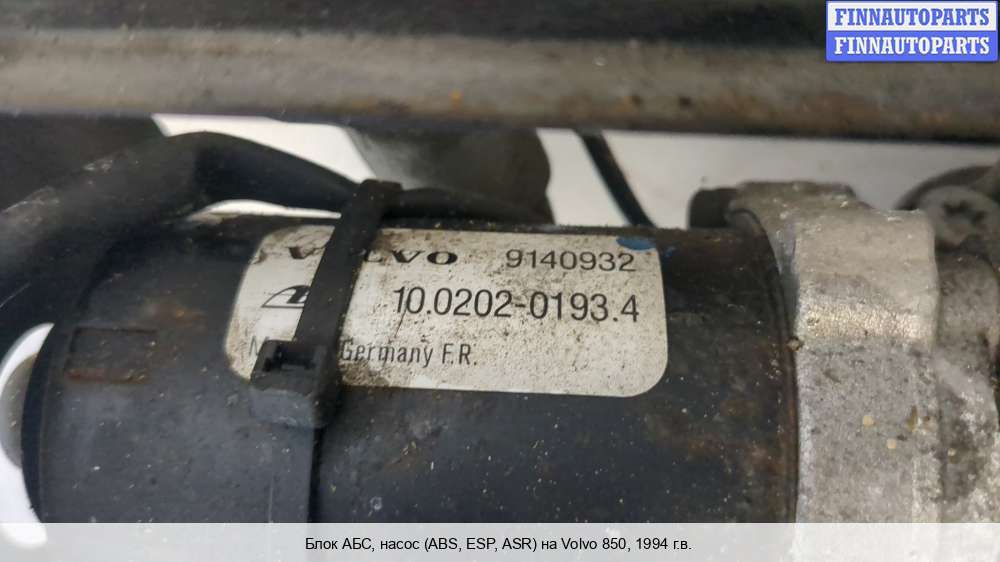 FINNAUTOPARTS
FINNAUTOPARTS
VOLVO 9140932
10.0202-0193.4
Germany F.R.
Блок АБС, насос (ABS, ESP, ASR) на Volvo 850, 1994 г.в.